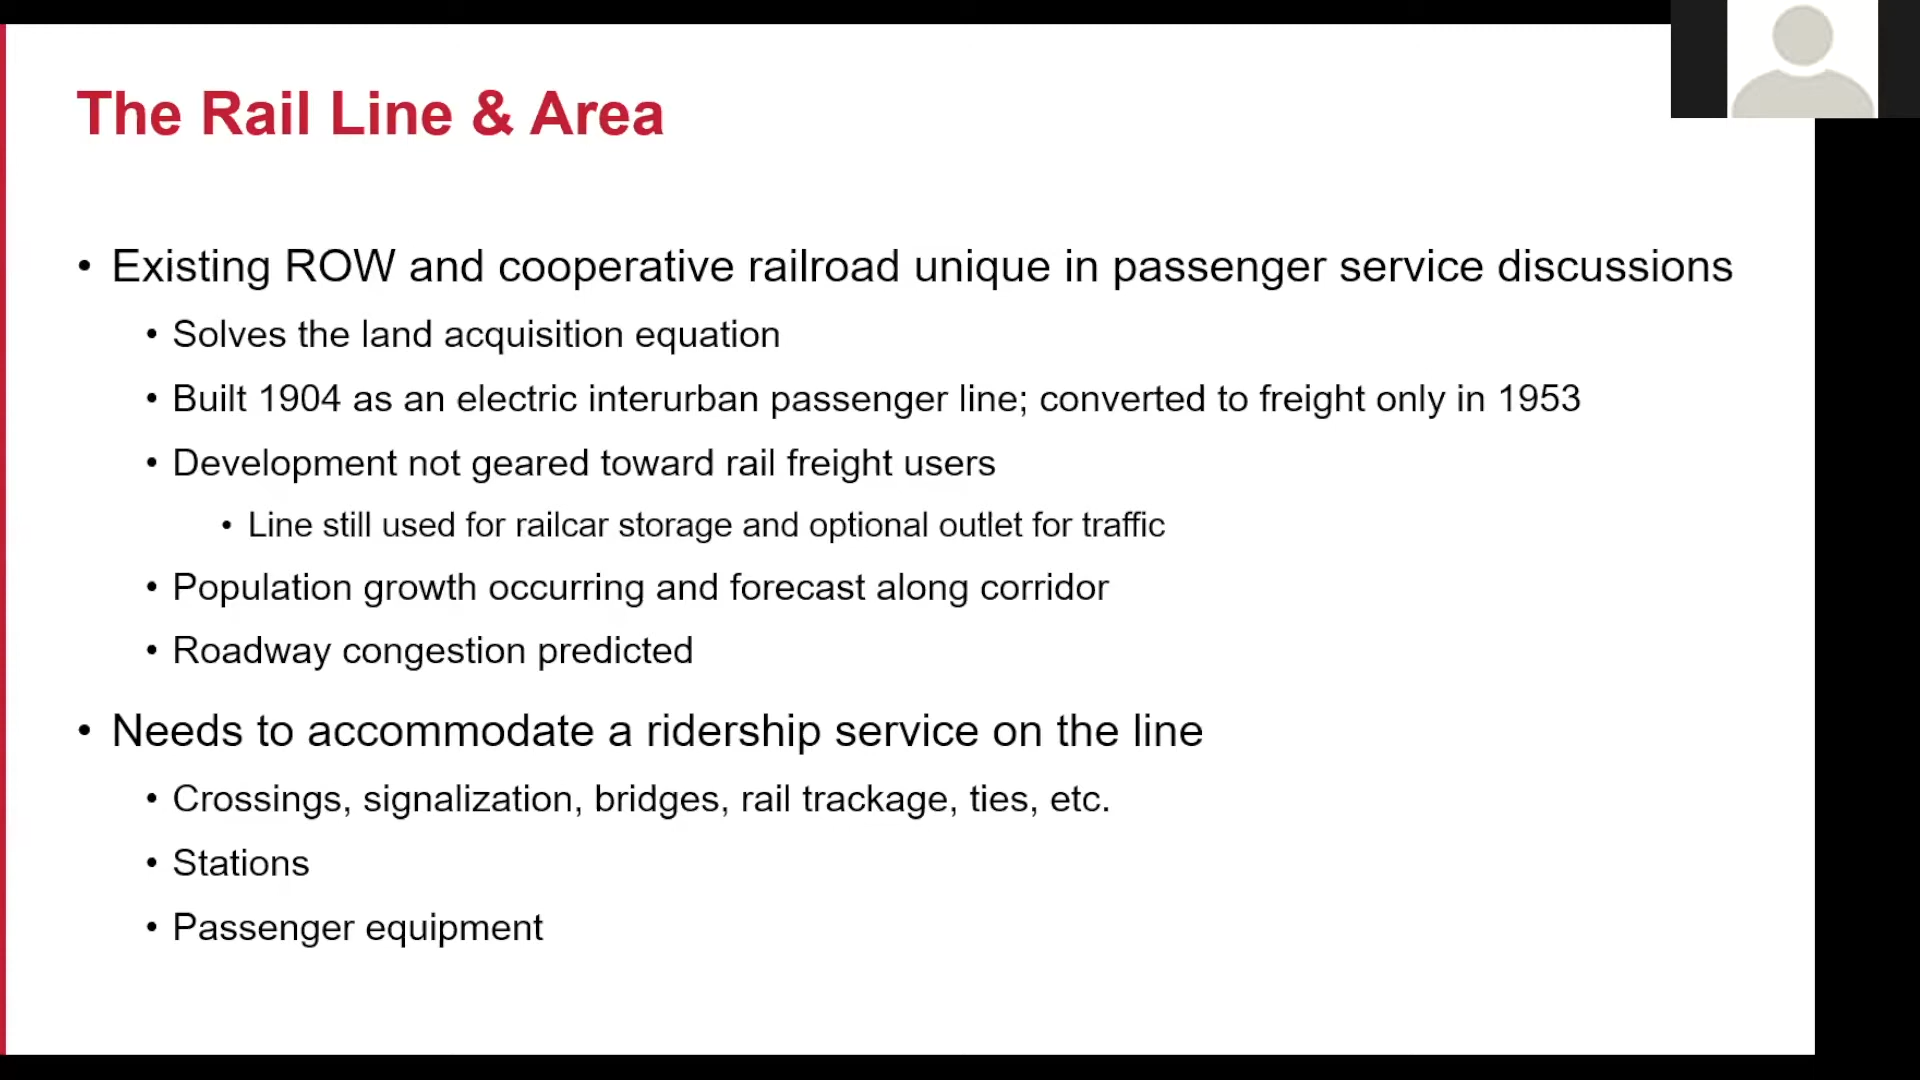 The Rail Line & Area
• Existing ROW and cooperative railroad unique in passenger service discussions
• Solves the land acquisition equation
• Built 1904 as an electric interurban passenger line; converted to freight only in 1953
• Development not geared toward rail freight users
• Line still used for railcar storage and optional outlet for traffic
• Population growth occurring and forecast along corridor
• Roadway congestion predicted
• Needs to accommodate a ridership service on the line
• Crossings, signalization, bridges, rail trackage, ties, etc.
• Stations
• Passenger equipment